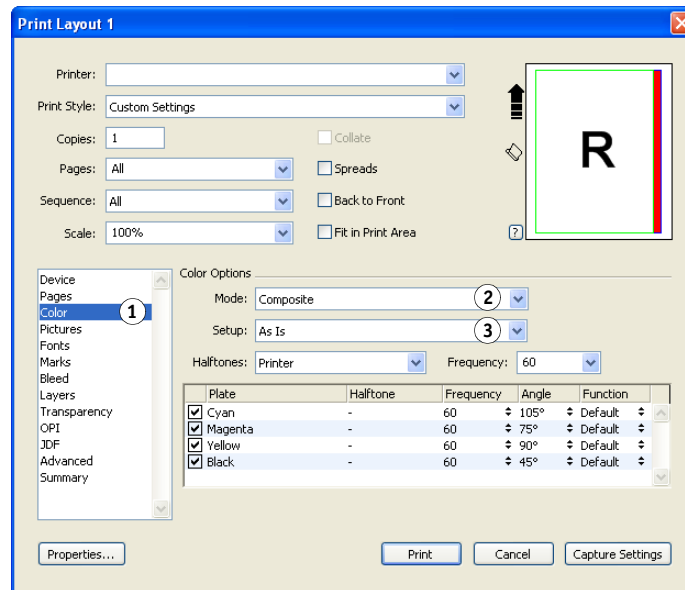 Print Layout 1
Printer:
Print Style: Custom Settings
Copies: 1 Collate
Pages: All Spreads
Sequence: All Back to Front
Scale: 100% Fit in Print Area
R
?
Device
Pages
Color 1
Pictures
Fonts
Marks
Bleed
Layers
Transparency
OPI
JDF
Advanced
Summary
Color Options
Mode: Composite 2
Setup: As Is 3
Halftones: Printer Frequency: 60
Plate Halftone Frequency Angle Function
Cyan - 60 105° Default
Magenta - 60 75° Default
Yellow - 60 90° Default
Black - 60 45° Default
Properties... Print Cancel Capture Settings